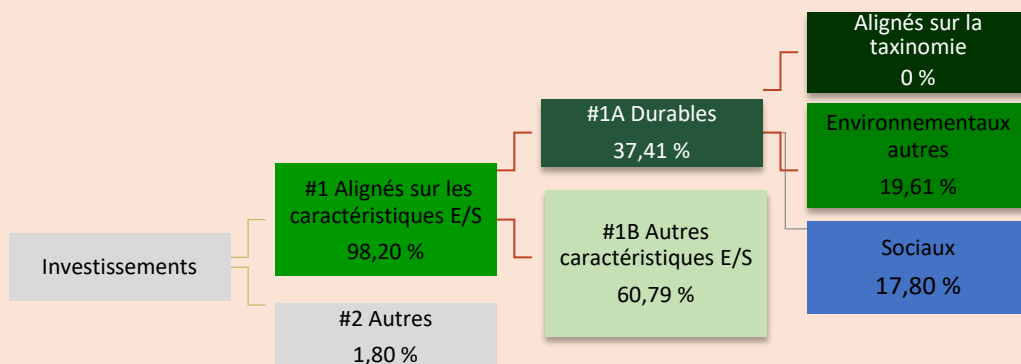 Investissements
#1 Alignés sur les
caractéristiques E/S
98,20 %
#2 Autres
1,80 %
#1A Durables
37,41 %
#1B Autres
caractéristiques E/S
60,79 %
Alignés sur la
taxinomie
0 %
Environnementaux
autres
19,61 %
Sociaux
17,80 %